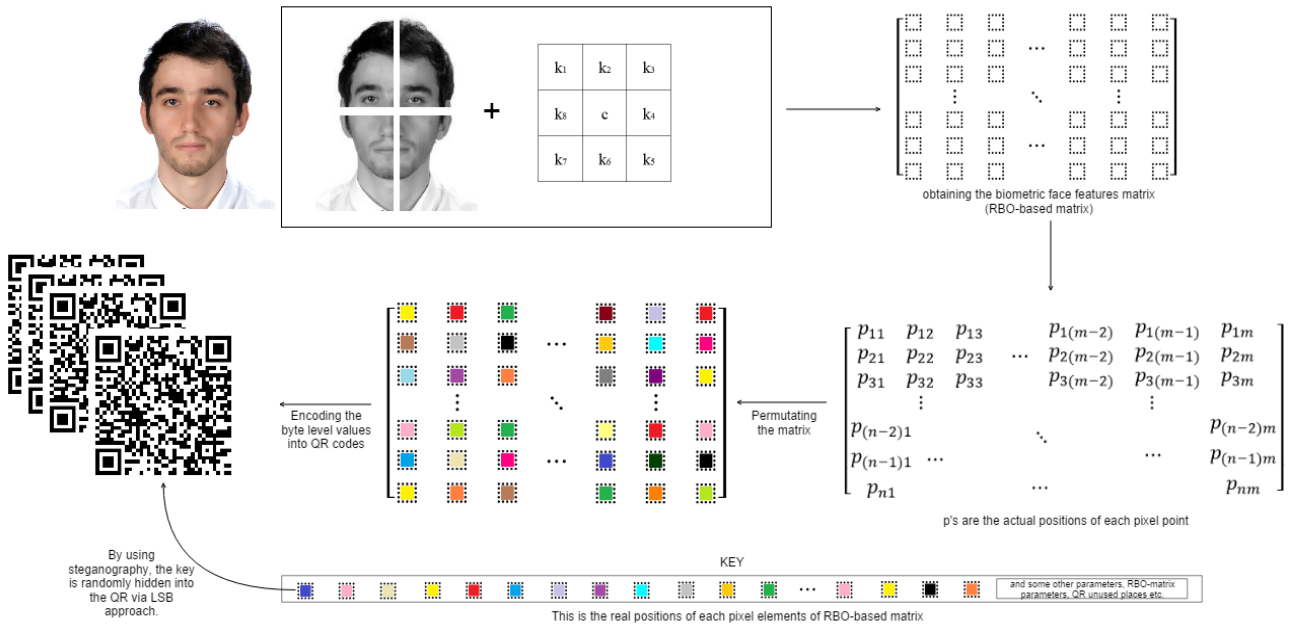 k₁ k₂ k₃
k₈ c k₄
k₇ k₆ k₅
+
...
...
obtaining the biometric face features matrix
(RBO-based matrix)
p₁₁ p₁₂ p₁₃ p₁₍ₘ₋₂₎ p₁₍ₘ₋₁₎ p₁ₘ
p₂₁ p₂₂ p₂₃ ... p₂₍ₘ₋₂₎ p₂₍ₘ₋₁₎ p₂ₘ
p₃₁ p₃₂ p₃₃ p₃₍ₘ₋₂₎ p₃₍ₘ₋₁₎ p₃ₘ
p₍ₙ₋₂₎₁ p₍ₙ₋₂₎ₘ
p₍ₙ₋₁₎₁ ... ... p₍ₙ₋₁₎ₘ
pₙ₁ ... pₙₘ
p's are the actual positions of each pixel point
Permutating
the matrix
...
...
Encoding the
byte level values
into QR codes
By using
steganography, the key
is randomly hidden into
the QR via LSB
approach.
KEY
...
and some other parameters, RBO-matrix
parameters, QR unused places etc.
This is the real positions of each pixel elements of RBO-based matrix